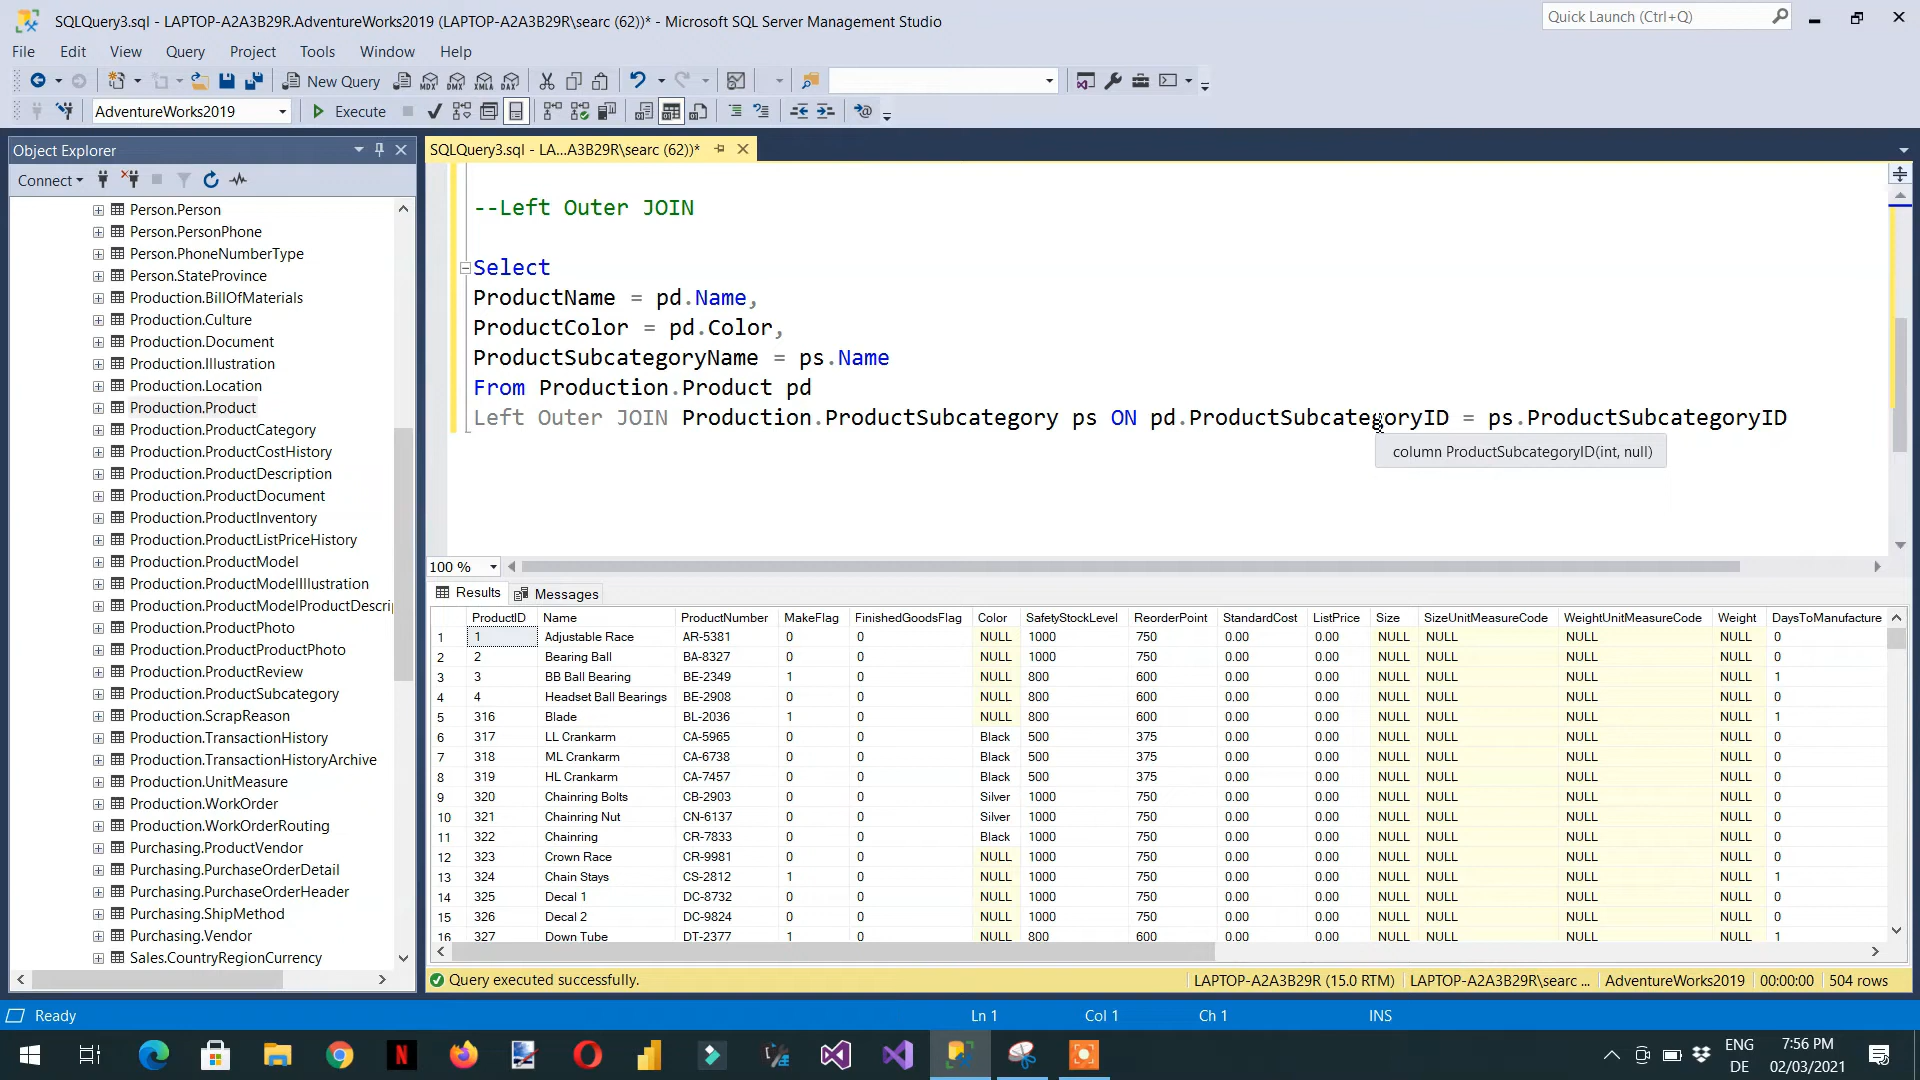 SQLQuery3.sql - LAPTOP-A2A3B29R.AdventureWorks2019 (LAPTOP-A2A3B29R\searc (62))* - Microsoft SQL Server Management Studio
Quick Launch (Ctrl+Q)
File Edit View Query Project Tools Window Help
New Query
MDX DMX XMLA DAX
AdventureWorks2019
Execute
Object Explorer
SQLQuery3.sql - LA...A3B29R\searc (62))*
Connect
Person.Person
Person.PersonPhone
Person.PhoneNumberType
Person.StateProvince
Production.BillOfMaterials
Production.Culture
Production.Document
Production.Illustration
Production.Location
Production.Product
Production.ProductCategory
Production.ProductCostHistory
Production.ProductDescription
Production.ProductDocument
Production.ProductInventory
Production.ProductListPriceHistory
Production.ProductModel
Production.ProductModelIllustration
Production.ProductModelProductDescri
Production.ProductPhoto
Production.ProductProductPhoto
Production.ProductReview
Production.ProductSubcategory
Production.ScrapReason
Production.TransactionHistory
Production.TransactionHistoryArchive
Production.UnitMeasure
Production.WorkOrder
Production.WorkOrderRouting
Purchasing.ProductVendor
Purchasing.PurchaseOrderDetail
Purchasing.PurchaseOrderHeader
Purchasing.ShipMethod
Purchasing.Vendor
Sales.CountryRegionCurrency
--Left Outer JOIN
Select
ProductName = pd.Name,
ProductColor = pd.Color,
ProductSubcategoryName = ps.Name
From Production.Product pd
Left Outer JOIN Production.ProductSubcategory ps ON pd.ProductSubcategoryID = ps.ProductSubcategoryID
column ProductSubcategoryID(int, null)
100 %
Results Messages
ProductID Name ProductNumber MakeFlag FinishedGoodsFlag Color SafetyStockLevel ReorderPoint StandardCost ListPrice Size SizeUnitMeasureCode WeightUnitMeasureCode Weight DaysToManufacture
1 1 Adjustable Race AR-5381 0 0 NULL 1000 750 0.00 0.00 NULL NULL NULL NULL 0
2 2 Bearing Ball BA-8327 0 0 NULL 1000 750 0.00 0.00 NULL NULL NULL NULL 0
3 3 BB Ball Bearing BE-2349 1 0 NULL 800 600 0.00 0.00 NULL NULL NULL NULL 1
4 4 Headset Ball Bearings BE-2908 0 0 NULL 800 600 0.00 0.00 NULL NULL NULL NULL 0
5 316 Blade BL-2036 1 0 NULL 800 600 0.00 0.00 NULL NULL NULL NULL 1
6 317 LL Crankarm CA-5965 0 0 Black 500 375 0.00 0.00 NULL NULL NULL NULL 0
7 318 ML Crankarm CA-6738 0 0 Black 500 375 0.00 0.00 NULL NULL NULL NULL 0
8 319 HL Crankarm CA-7457 0 0 Black 500 375 0.00 0.00 NULL NULL NULL NULL 0
9 320 Chainring Bolts CB-2903 0 0 Silver 1000 750 0.00 0.00 NULL NULL NULL NULL 0
10 321 Chainring Nut CN-6137 0 0 Silver 1000 750 0.00 0.00 NULL NULL NULL NULL 0
11 322 Chainring CR-7833 0 0 Black 1000 750 0.00 0.00 NULL NULL NULL NULL 0
12 323 Crown Race CR-9981 0 0 NULL 1000 750 0.00 0.00 NULL NULL NULL NULL 0
13 324 Chain Stays CS-2812 1 0 NULL 1000 750 0.00 0.00 NULL NULL NULL NULL 1
14 325 Decal 1 DC-8732 0 0 NULL 1000 750 0.00 0.00 NULL NULL NULL NULL 0
15 326 Decal 2 DC-9824 0 0 NULL 1000 750 0.00 0.00 NULL NULL NULL NULL 0
16 327 Down Tube DT-2377 1 0 NULL 800 600 0.00 0.00 NULL NULL NULL NULL 1
Query executed successfully.
LAPTOP-A2A3B29R (15.0 RTM) LAPTOP-A2A3B29R\searc ... AdventureWorks2019 00:00:00 504 rows
Ready Ln 1 Col 1 Ch 1 INS
ENG
DE
7:56 PM
02/03/2021